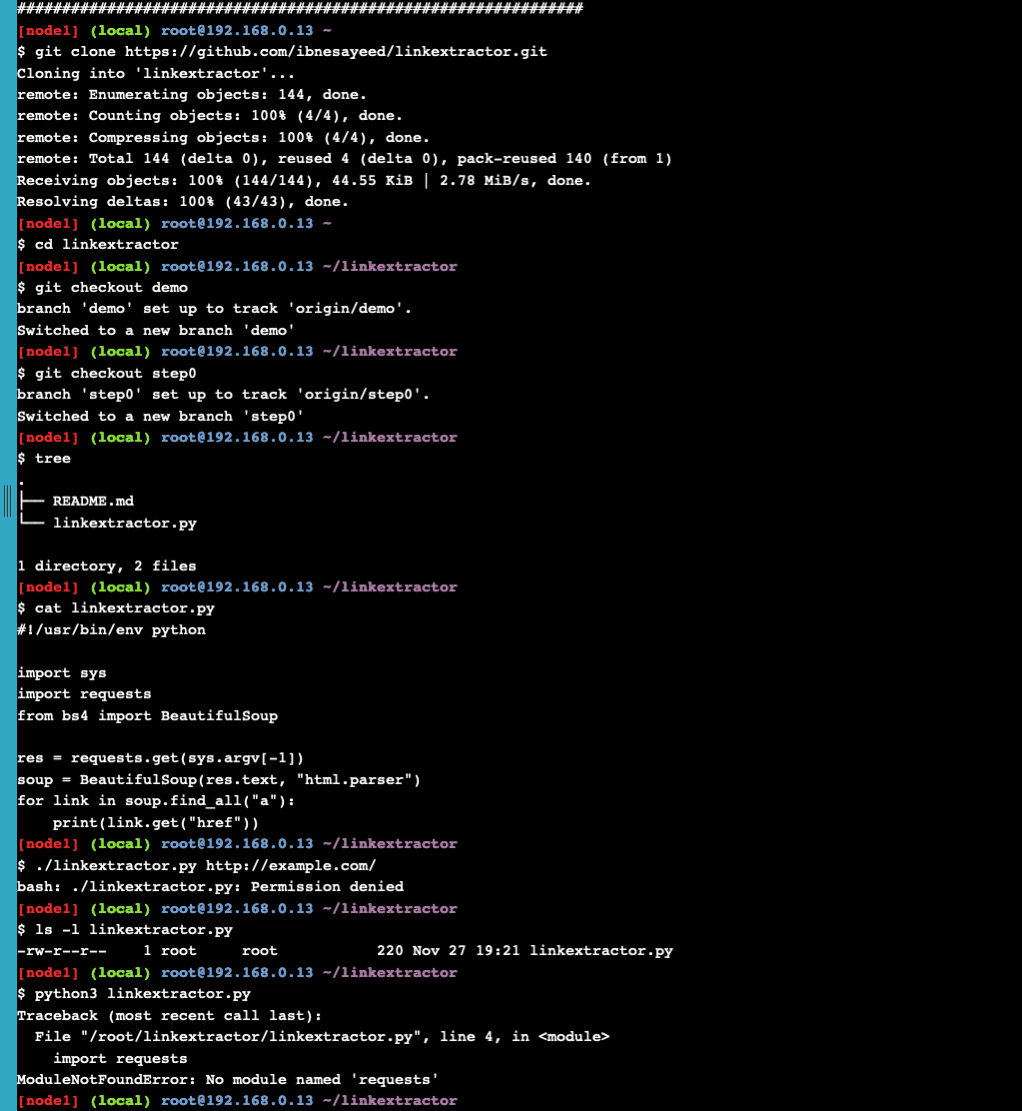 ###############################################################
[node1] (local) root@192.168.0.13 ~
$ git clone https://github.com/ibnesayeed/linkextractor.git
Cloning into 'linkextractor'...
remote: Enumerating objects: 144, done.
remote: Counting objects: 100% (4/4), done.
remote: Compressing objects: 100% (4/4), done.
remote: Total 144 (delta 0), reused 4 (delta 0), pack-reused 140 (from 1)
Receiving objects: 100% (144/144), 44.55 KiB | 2.78 MiB/s, done.
Resolving deltas: 100% (43/43), done.
[node1] (local) root@192.168.0.13 ~
$ cd linkextractor
[node1] (local) root@192.168.0.13 ~/linkextractor
$ git checkout demo
branch 'demo' set up to track 'origin/demo'.
Switched to a new branch 'demo'
[node1] (local) root@192.168.0.13 ~/linkextractor
$ git checkout step0
branch 'step0' set up to track 'origin/step0'.
Switched to a new branch 'step0'
[node1] (local) root@192.168.0.13 ~/linkextractor
$ tree
.
├── README.md
└── linkextractor.py

1 directory, 2 files
[node1] (local) root@192.168.0.13 ~/linkextractor
$ cat linkextractor.py
#!/usr/bin/env python

import sys
import requests
from bs4 import BeautifulSoup

res = requests.get(sys.argv[-1])
soup = BeautifulSoup(res.text, "html.parser")
for link in soup.find_all("a"):
    print(link.get("href"))
[node1] (local) root@192.168.0.13 ~/linkextractor
$ ./linkextractor.py http://example.com/
bash: ./linkextractor.py: Permission denied
[node1] (local) root@192.168.0.13 ~/linkextractor
$ ls -l linkextractor.py
-rw-r--r--    1 root     root           220 Nov 27 19:21 linkextractor.py
[node1] (local) root@192.168.0.13 ~/linkextractor
$ python3 linkextractor.py
Traceback (most recent call last):
  File "/root/linkextractor/linkextractor.py", line 4, in <module>
    import requests
ModuleNotFoundError: No module named 'requests'
[node1] (local) root@192.168.0.13 ~/linkextractor